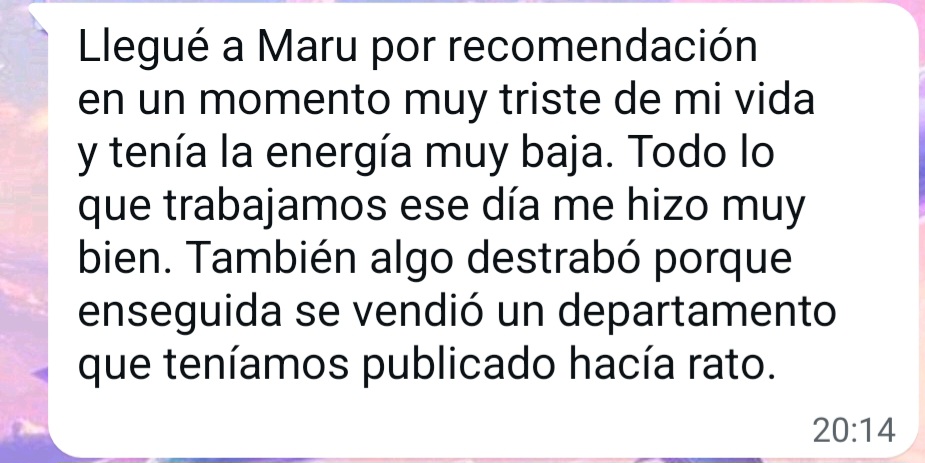 Llegué a Maru por recomendación
en un momento muy triste de mi vida
y tenía la energía muy baja. Todo lo
que trabajamos ese día me hizo muy
bien. También algo destrabó porque
enseguida se vendió un departamento
que teníamos publicado hacía rato.
20:14